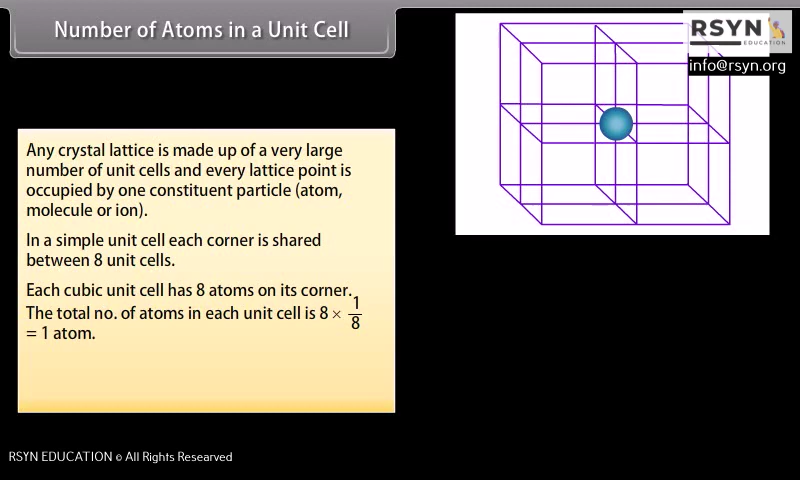 Number of Atoms in a Unit Cell
RSYN
EDUCATION
info@rsyn.org
Any crystal lattice is made up of a very large
number of unit cells and every lattice point is
occupied by one constituent particle (atom,
molecule or ion).
In a simple unit cell each corner is shared
between 8 unit cells.
Each cubic unit cell has 8 atoms on its corner.
The total no. of atoms in each unit cell is 8 × 1/8
= 1 atom.
RSYN EDUCATION © All Rights Researved